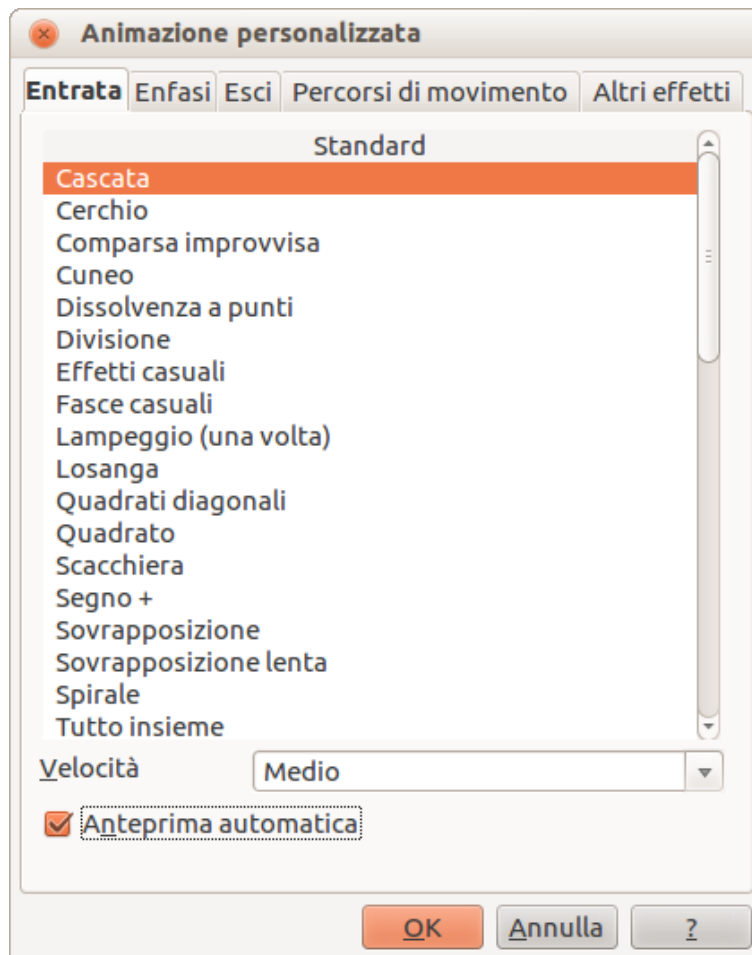 Animazione personalizzata
Entrata Enfasi Esci Percorsi di movimento Altri effetti
Standard
Cascata
Cerchio
Comparsa improvvisa
Cuneo
Dissolvenza a punti
Divisione
Effetti casuali
Fasce casuali
Lampeggio (una volta)
Losanga
Quadrati diagonali
Quadrato
Scacchiera
Segno +
Sovrapposizione
Sovrapposizione lenta
Spirale
Tutto insieme
Velocità Medio
Anteprima automatica
OK Annulla ?